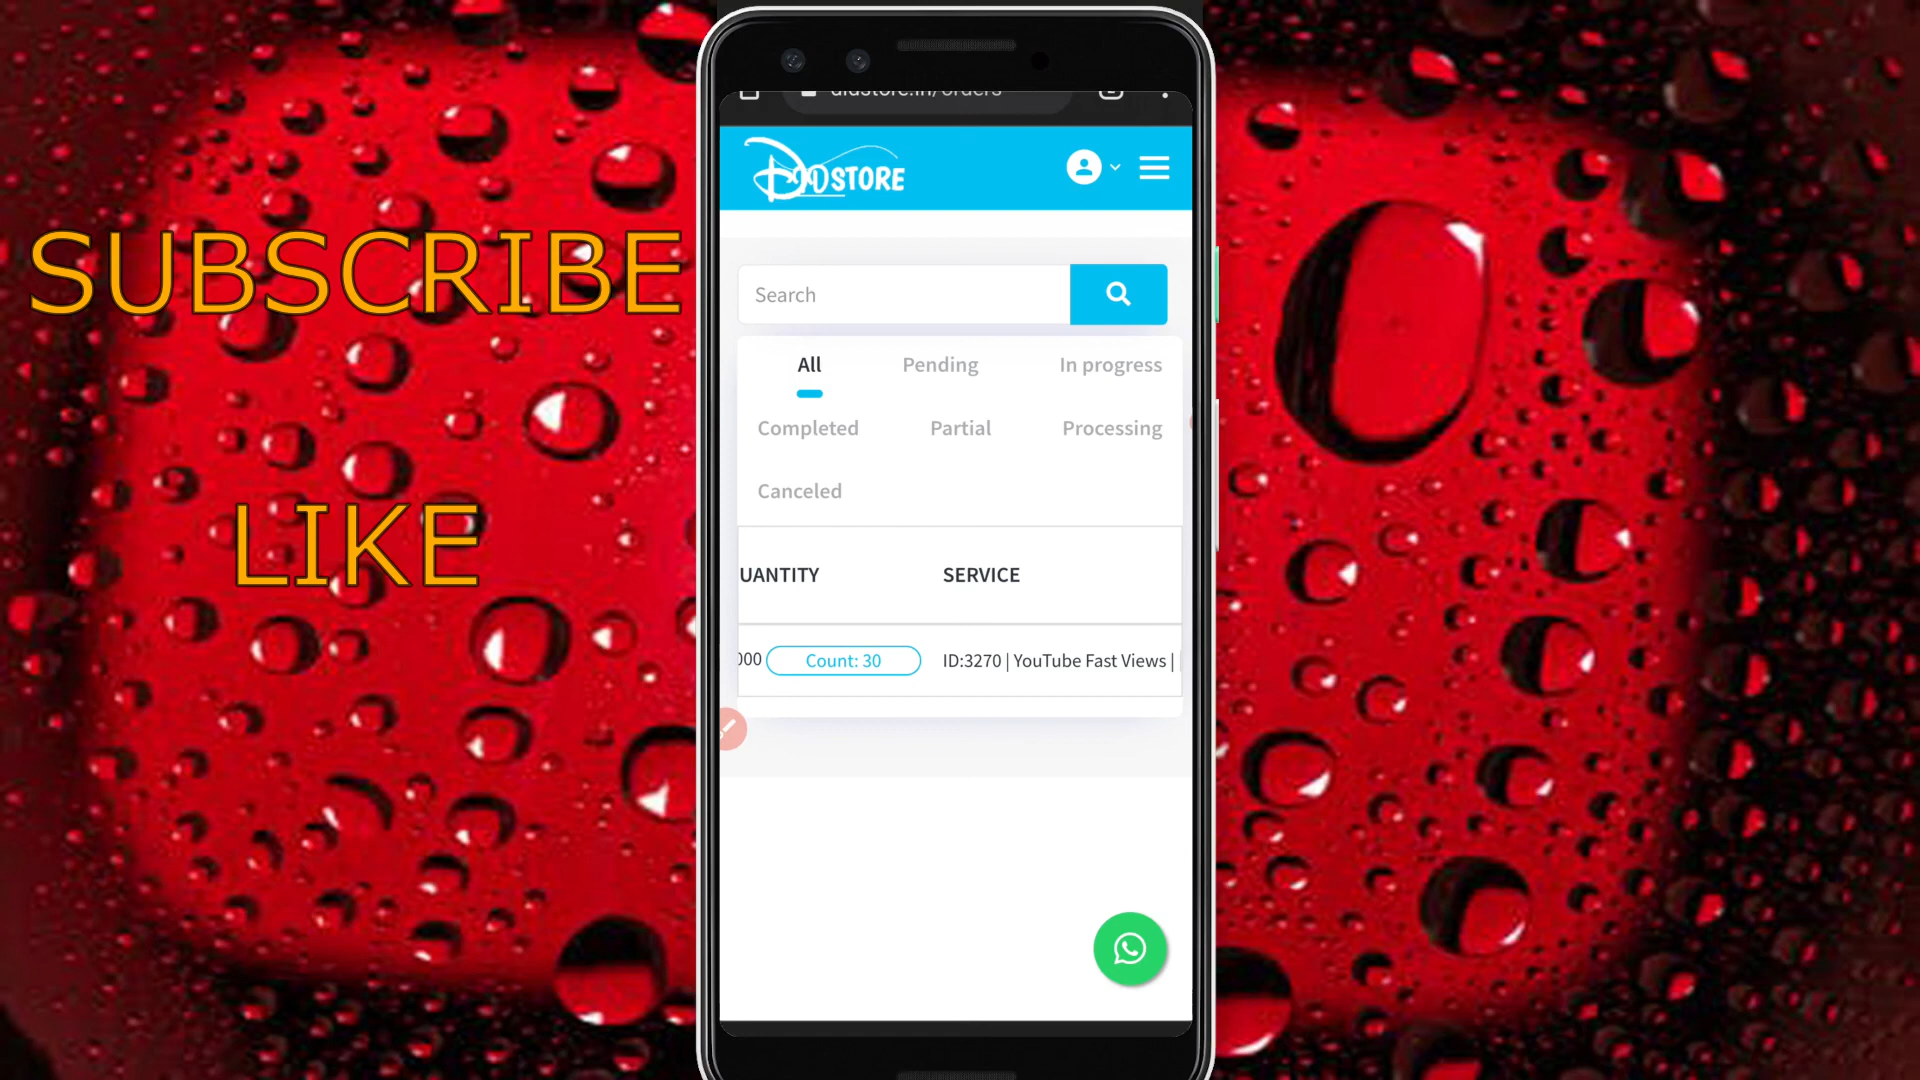 SUBSCRIBE
LIKE
STORE
Search
All Pending In progress
Completed Partial Processing
Canceled
UANTITY SERVICE
000 Count: 30 ID:3270 | YouTube Fast Views |